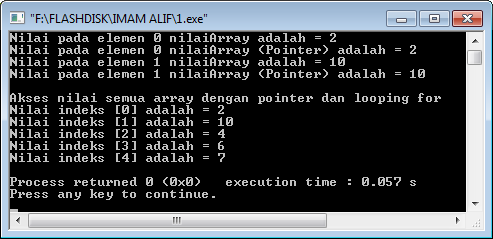 "F:\FLASHDISK\IMAM ALIF\1.exe"
Nilai pada elemen 0 nilaiArray adalah = 2
Nilai pada elemen 0 nilaiArray (Pointer) adalah = 2
Nilai pada elemen 1 nilaiArray adalah = 10
Nilai pada elemen 1 nilaiArray (Pointer) adalah = 10
Akses nilai semua array dengan pointer dan looping for
Nilai indeks [0] adalah = 2
Nilai indeks [1] adalah = 10
Nilai indeks [2] adalah = 4
Nilai indeks [3] adalah = 6
Nilai indeks [4] adalah = 7
Process returned 0 (0x0)   execution time : 0.057 s
Press any key to continue.